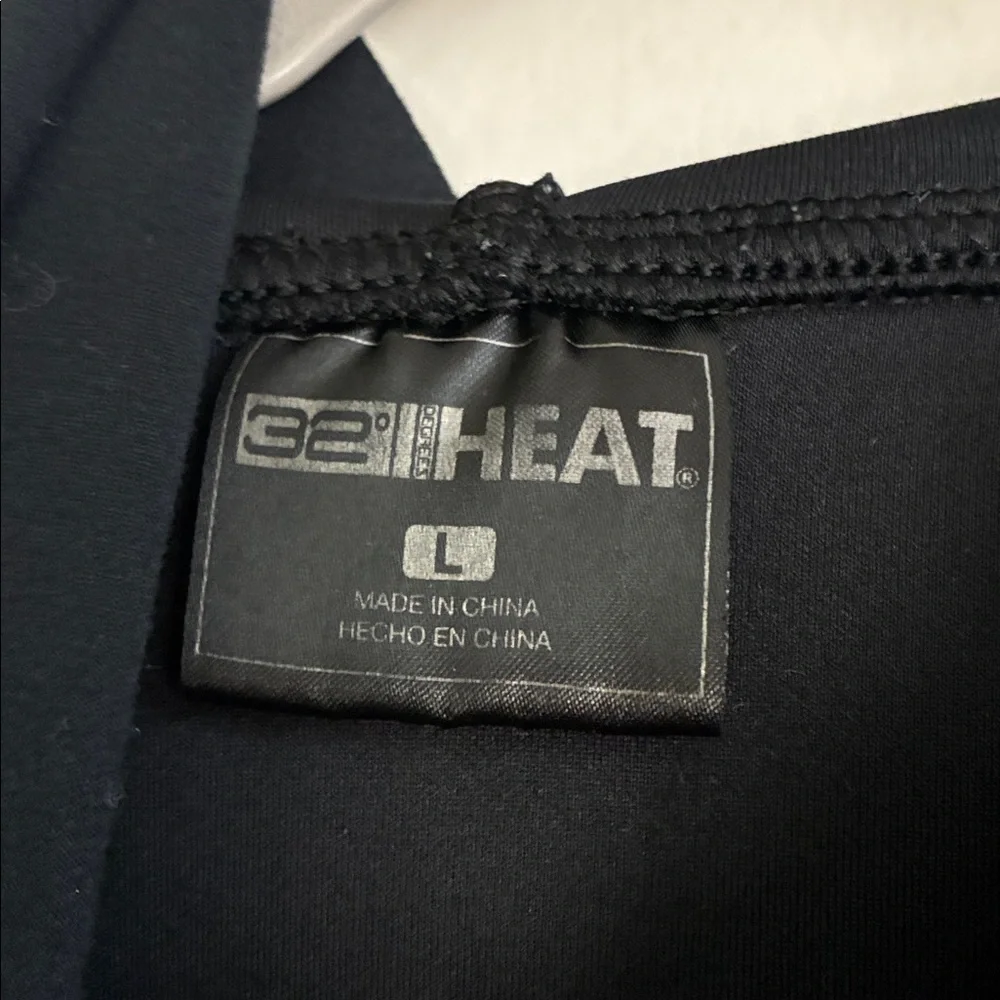 32° DEGREES HEAT®
L
MADE IN CHINA
HECHO EN CHINA